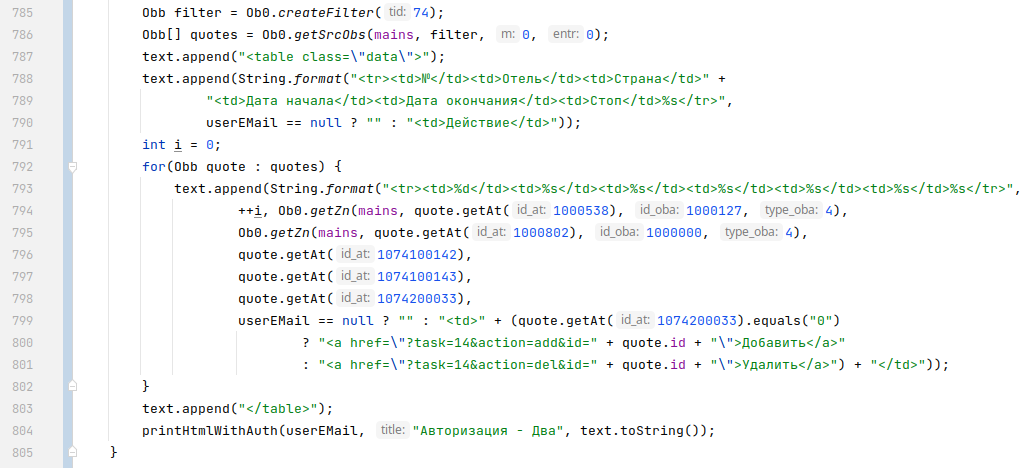 785 Obb filter = Ob0.createFilter( tid: 74);
786 Obb[] quotes = Ob0.getSrcObs(mains, filter, m: 0, entr: 0);
787 text.append("<table class=\"data\">");
788 text.append(String.format("<tr><td>№</td><td>Отель</td><td>Страна</td>" +
789 "<td>Дата начала</td><td>Дата окончания</td><td>Стоп</td>%s</tr>",
790 userEMail == null ? "" : "<td>Действие</td>"));
791 int i = 0;
792 for(Obb quote : quotes) {
793 text.append(String.format("<tr><td>%d</td><td>%s</td><td>%s</td><td>%s</td><td>%s</td><td>%s</td>%s</tr>",
794 ++i, Ob0.getZn(mains, quote.getAt( id_at: 1000538), id_oba: 1000127, type_oba: 4),
795 Ob0.getZn(mains, quote.getAt( id_at: 1000802), id_oba: 1000000, type_oba: 4),
796 quote.getAt( id_at: 1074100142),
797 quote.getAt( id_at: 1074100143),
798 quote.getAt( id_at: 1074200033),
799 userEMail == null ? "" : "<td>" + (quote.getAt( id_at: 1074200033).equals("0")
800 ? "<a href=\"?task=14&action=add&id=" + quote.id + "\">Добавить</a>"
801 : "<a href=\"?task=14&action=del&id=" + quote.id + "\">Удалить</a>") + "</td>"));
802 }
803 text.append("</table>");
804 printHtmlWithAuth(userEMail, title: "Авторизация - Два", text.toString());
805 }